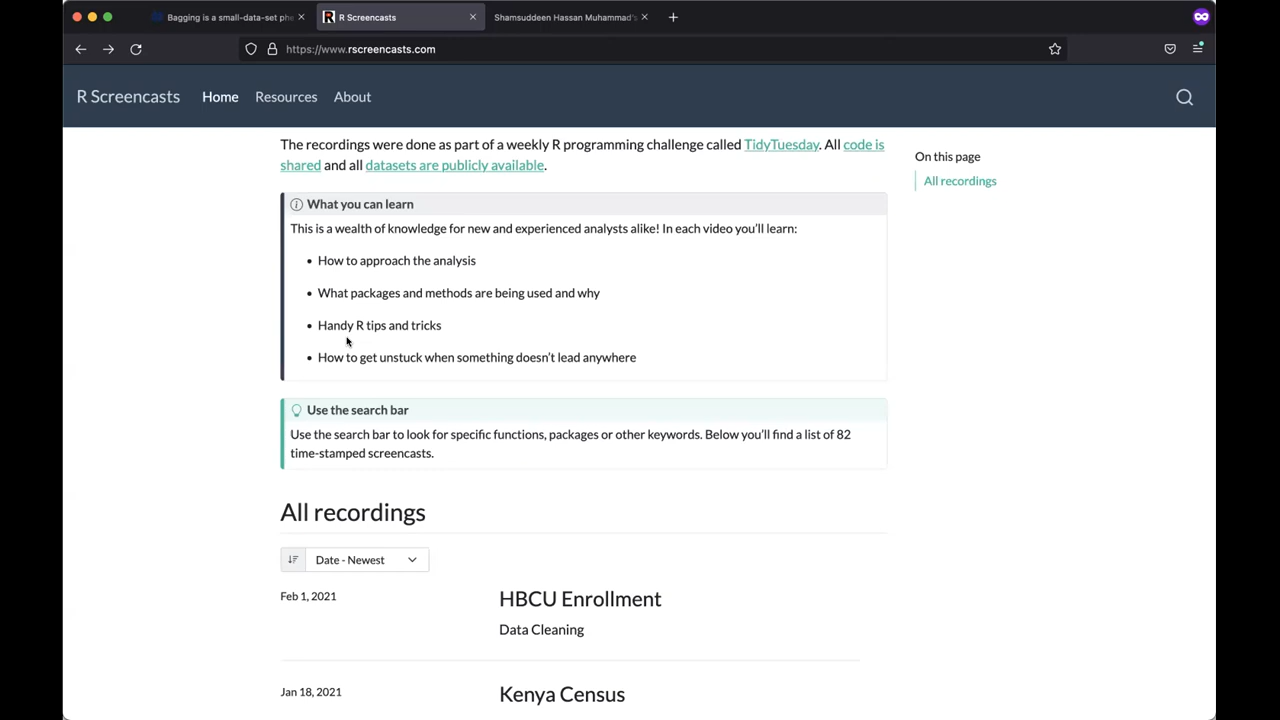 Bagging is a small-data-set phe
R Screencasts
Shamsuddeen Hassan Muhammad's
https://www.rscreencasts.com
R Screencasts Home Resources About
The recordings were done as part of a weekly R programming challenge called TidyTuesday. All code is
shared and all datasets are publicly available.
On this page
All recordings
What you can learn
This is a wealth of knowledge for new and experienced analysts alike! In each video you'll learn:
• How to approach the analysis
• What packages and methods are being used and why
• Handy R tips and tricks
• How to get unstuck when something doesn't lead anywhere
Use the search bar
Use the search bar to look for specific functions, packages or other keywords. Below you'll find a list of 82
time-stamped screencasts.
All recordings
Date - Newest
Feb 1, 2021
HBCU Enrollment
Data Cleaning
Jan 18, 2021
Kenya Census